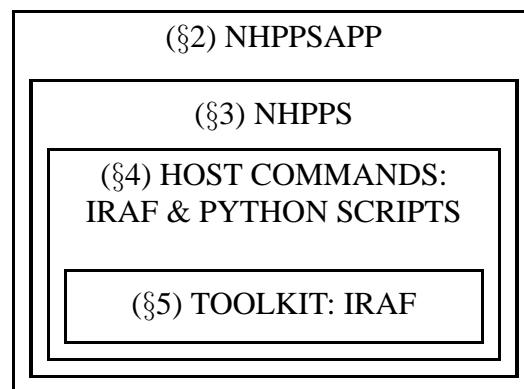 (§2) NHPPSAPP
(§3) NHPPS
(§4) HOST COMMANDS:
IRAF & PYTHON SCRIPTS
(§5) TOOLKIT: IRAF